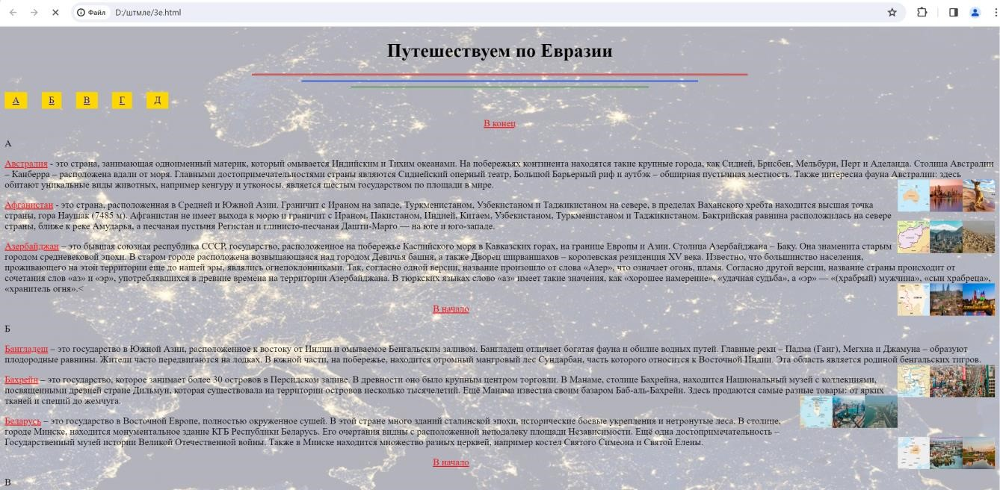 Файл D:/штмле/3e.html
Путешествуем по Евразии
А Б В Г Д
В конец
А
Австралия - это страна, занимающая одноименный материк, который омывается Индийским и Тихим океанами. На побережьях континента находятся такие крупные города, как Сидней, Брисбен, Мельбурн, Перт и Аделаида. Столица Австралии
– Канберра – расположена вдали от моря. Главными достопримечательностями страны являются Сиднейский оперный театр, Большой Барьерный риф и аутбэк – обширная пустынная местность. Также интересна фауна Австралии: здесь
обитают уникальные виды животных, например кенгуру и утконосы. является шестым государством по площади в мире.
Афганистан - это страна, расположенная в Средней и Южной Азии. Граничит с Ираном на западе, Туркменистаном, Узбекистаном и Таджикистаном на севере, в пределах Ваханского хребта находится высшая точка
страны, гора Наушак (7485 м). Афганистан не имеет выхода к морю и граничит с Ираном, Пакистаном, Индией, Китаем, Узбекистаном, Туркменистаном и Таджикистаном. Бактрийская равнина расположилась на севере
страны, ближе к реке Амударья, а песчаная пустыня Регистан и глинисто-песчаная Дашти-Марго — на юге и юго-западе.
Азербайджан – это бывшая союзная республика СССР, государство, расположенное на побережье Каспийского моря в Кавказских горах, на границе Европы и Азии. Столица Азербайджана – Баку. Она знаменита старым
городом средневековой эпохи. В старом городе расположена возвышающаяся над городом Девичья башня, а также Дворец ширваншахов – королевская резиденция XV века. Известно, что большинство населения,
проживающего на этой территории еще до нашей эры, являлись огнепоклонниками. Так, согласно одной версии, название произошло от слова «Азер», что означает огонь, пламя. Согласно другой версии, название страны происходит от
сочетания слов «аз» и «эр», употреблявшихся в древние времена на территории Азербайджана. В тюркских языках слово «аз» имеет такие значения, как «хорошее намерение», «удачная судьба», а «эр» — «(храбрый) мужчина», «сын храбреца»,
«хранитель огня».<
В начало
Б
Бангладеш – это государство в Южной Азии, расположенное к востоку от Индии и омываемое Бенгальским заливом. Бангладеш отличает богатая фауна и обилие водных путей. Главные реки – Падма (Ганг), Мегхна и Джамуна – образуют
плодородные равнины. Жители часто передвигаются на лодках. В южной части, на побережье, находится огромный мангровый лес Сундарбан, часть которого относится к Восточной Индии. Эта область является родиной бенгальских тигров.
Бахрейн – это государство, которое занимает более 30 островов в Персидском заливе. В древности оно было крупным центром торговли. В Манаме, столице Бахрейна, находится Национальный музей с коллекциями,
посвященными древней стране Дильмун, которая существовала на территории островов несколько тысячелетий. Ещё Манама известна своим базаром Баб-аль-Бахрейн. Здесь продаются самые разные товары: от ярких
тканей и специй до жемчуга.
Беларусь – это государство в Восточной Европе, полностью окруженное сушей. В этой стране много зданий сталинской эпохи, исторические боевые укрепления и нетронутые леса. В столице,
городе Минске, находится монументальное здание КГБ Республики Беларусь. Его очертания видны с расположенной неподалеку площади Независимости. Ещё одна достопримечательность –
Государственный музей истории Великой Отечественной войны. Также в Минске находится множество разных церквей, например костел Святого Симеона и Святой Елены.
В начало
В